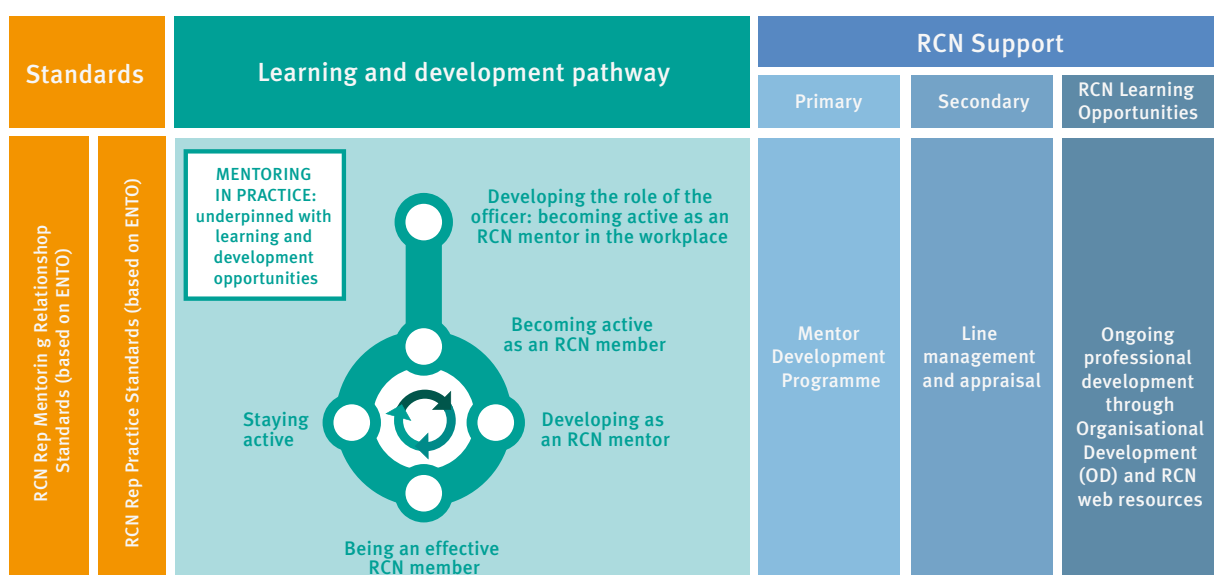 Standards
Learning and development pathway
RCN Support
Primary
Secondary
RCN Learning
Opportunities
RCN Rep Mentorin g Relationship
Standards (based on ENTO)
RCN Rep Practice Standards (based on ENTO)
MENTORING
IN PRACTICE:
underpinned with
learning and
development
opportunities
Developing the role of the
officer: becoming active as an
RCN mentor in the workplace
Becoming active
as an RCN member
Staying
active
Developing as
an RCN mentor
Being an effective
RCN member
Mentor
Development
Programme
Line
management
and appraisal
Ongoing
professional
development
through
Organisational
Development
(OD) and RCN
web resources